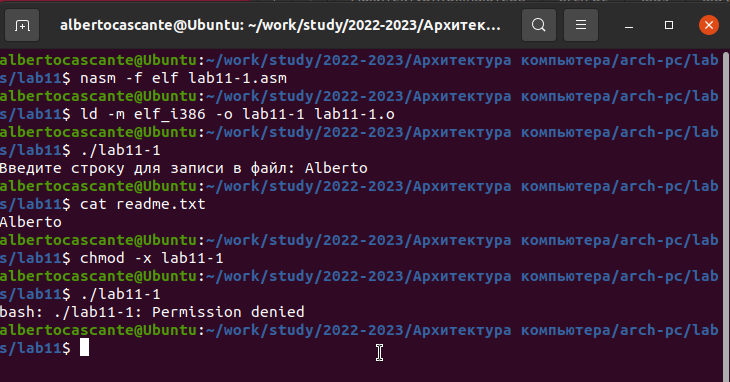 albertocascante@Ubuntu: ~/work/study/2022-2023/Архитек...
albertocascante@Ubuntu:~/work/study/2022-2023/Архитектура компьютера/arch-pc/lab
s/lab11$ nasm -f elf lab11-1.asm
albertocascante@Ubuntu:~/work/study/2022-2023/Архитектура компьютера/arch-pc/lab
s/lab11$ ld -m elf_i386 -o lab11-1 lab11-1.o
albertocascante@Ubuntu:~/work/study/2022-2023/Архитектура компьютера/arch-pc/lab
s/lab11$ ./lab11-1
Введите строку для записи в файл: Alberto
albertocascante@Ubuntu:~/work/study/2022-2023/Архитектура компьютера/arch-pc/lab
s/lab11$ cat readme.txt
Alberto
albertocascante@Ubuntu:~/work/study/2022-2023/Архитектура компьютера/arch-pc/lab
s/lab11$ chmod -x lab11-1
albertocascante@Ubuntu:~/work/study/2022-2023/Архитектура компьютера/arch-pc/lab
s/lab11$ ./lab11-1
bash: ./lab11-1: Permission denied
albertocascante@Ubuntu:~/work/study/2022-2023/Архитектура компьютера/arch-pc/lab
s/lab11$